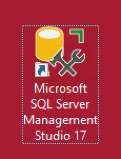 Microsoft
SQL Server
Management
Studio 17